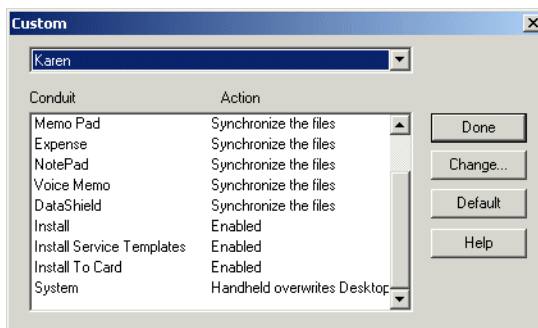 Custom
Karen
Conduit Action
Memo Pad Synchronize the files
Expense Synchronize the files
NotePad Synchronize the files
Voice Memo Synchronize the files
DataShield Synchronize the files
Install Enabled
Install Service Templates Enabled
Install To Card Enabled
System Handheld overwrites Desktop
Done
Change...
Default
Help